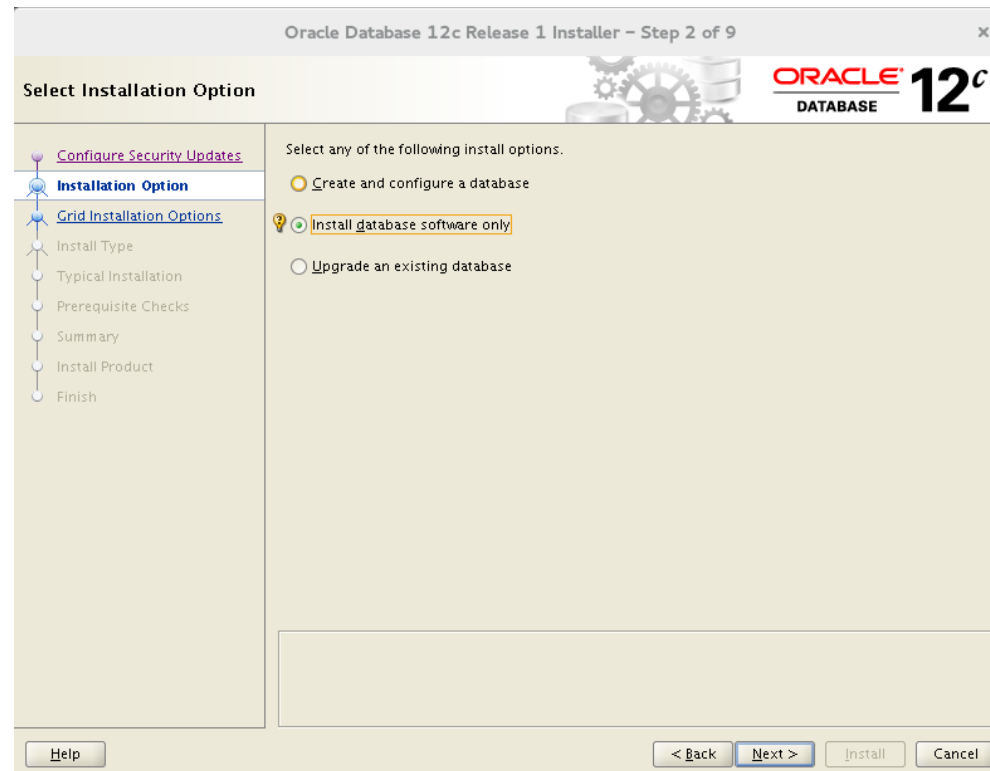 Oracle Database 12c Release 1 Installer – Step 2 of 9
Select Installation Option
ORACLE
DATABASE
12c
Configure Security Updates
Installation Option
Grid Installation Options
Install Type
Typical Installation
Prerequisite Checks
Summary
Install Product
Finish
Select any of the following install options.
Create and configure a database
Install database software only
Upgrade an existing database
Help
< Back
Next >
Install
Cancel